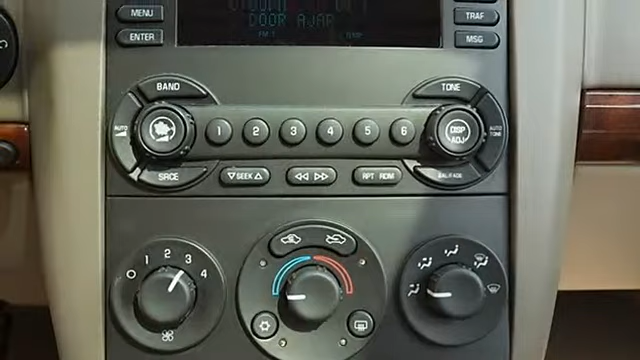 MENU
TRAF
DOOR AJAR
ENTER
MSG
BAND
TONE
AUTO
1 2 3 4 5 6
DISP
ADJ
AUTO
TONE
SRCE
SEEK
RPT RDM
BAL/FADE
O 1 2 3 4